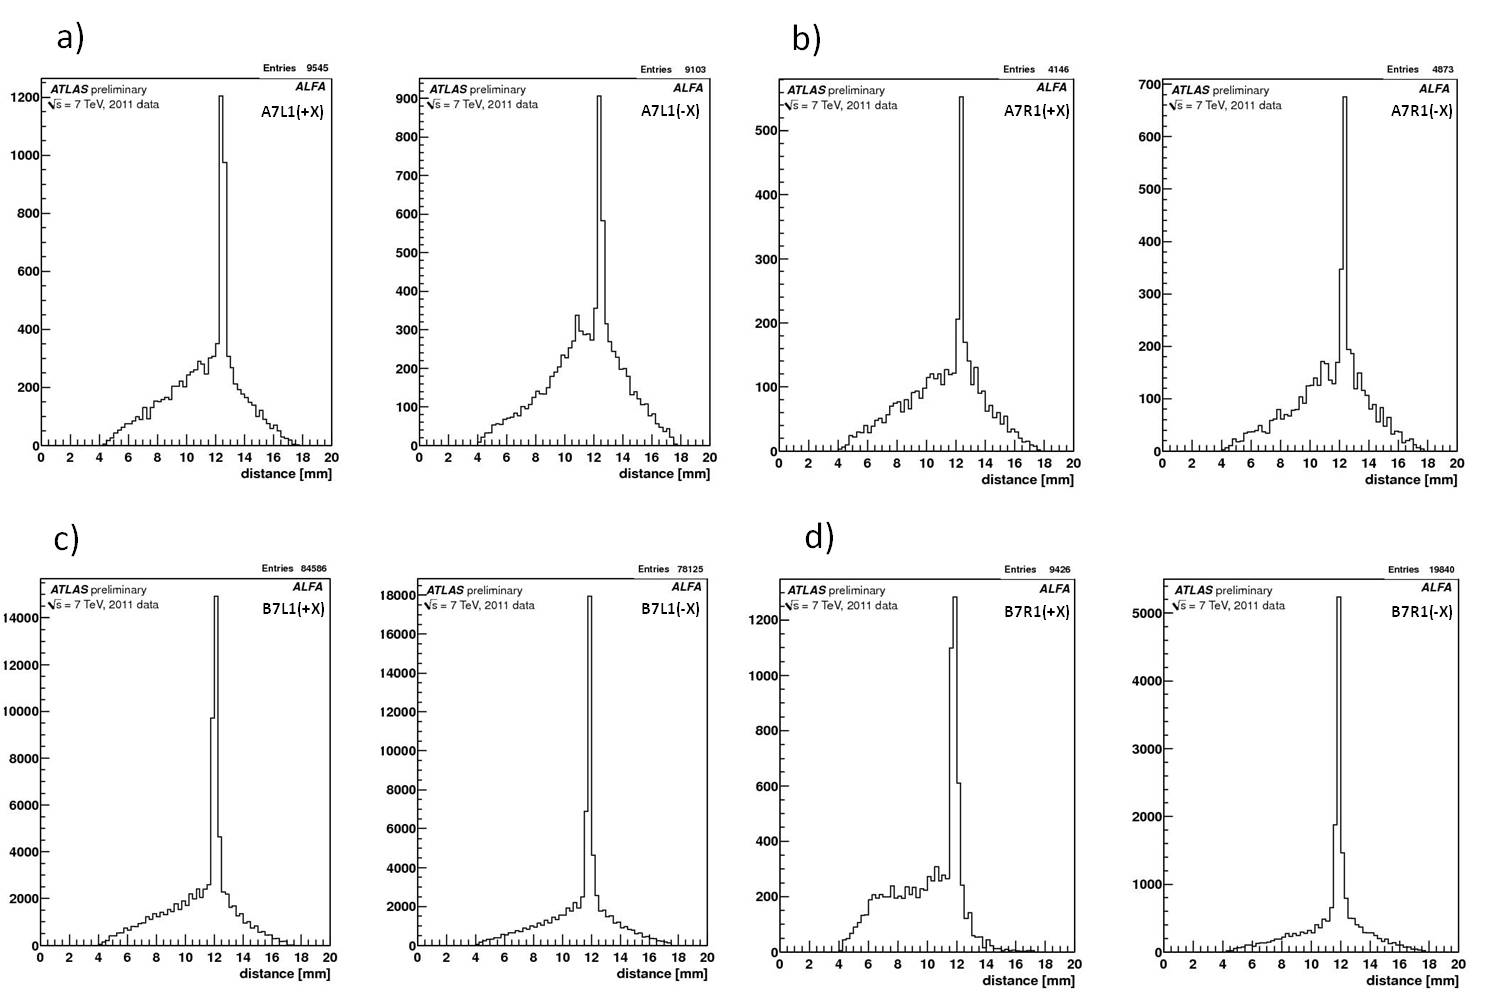 a)
b)
Entries 9545
ATLAS preliminary ALFA
√s = 7 TeV, 2011 data
A7L1(+X)
1200
1000
800
600
400
200
0
0 2 4 6 8 10 12 14 16 18 20
distance [mm]
Entries 9103
ATLAS preliminary ALFA
√s = 7 TeV, 2011 data
A7L1(-X)
900
800
700
600
500
400
300
200
100
0
0 2 4 6 8 10 12 14 16 18 20
distance [mm]
Entries 4146
ATLAS preliminary ALFA
√s = 7 TeV, 2011 data
A7R1(+X)
500
400
300
200
100
0
0 2 4 6 8 10 12 14 16 18 20
distance [mm]
Entries 4873
ATLAS preliminary ALFA
√s = 7 TeV, 2011 data
A7R1(-X)
700
600
500
400
300
200
100
0
0 2 4 6 8 10 12 14 16 18 20
distance [mm]
c)
d)
Entries 84586
ATLAS preliminary ALFA
√s = 7 TeV, 2011 data
B7L1(+X)
14000
12000
10000
8000
6000
4000
2000
0
0 2 4 6 8 10 12 14 16 18 20
distance [mm]
Entries 78125
ATLAS preliminary ALFA
√s = 7 TeV, 2011 data
B7L1(-X)
18000
16000
14000
12000
10000
8000
6000
4000
2000
0
0 2 4 6 8 10 12 14 16 18 20
distance [mm]
Entries 9426
ATLAS preliminary ALFA
√s = 7 TeV, 2011 data
B7R1(+X)
1200
1000
800
600
400
200
0
0 2 4 6 8 10 12 14 16 18 20
distance [mm]
Entries 19840
ATLAS preliminary ALFA
√s = 7 TeV, 2011 data
B7R1(-X)
5000
4000
3000
2000
1000
0
0 2 4 6 8 10 12 14 16 18 20
distance [mm]